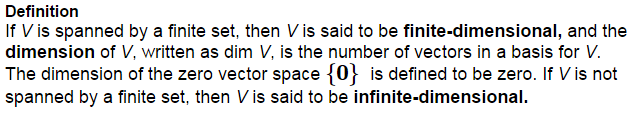 Definition
If V is spanned by a finite set, then V is said to be finite-dimensional, and the
dimension of V, written as dim V, is the number of vectors in a basis for V.
The dimension of the zero vector space {0} is defined to be zero. If V is not
spanned by a finite set, then V is said to be infinite-dimensional.